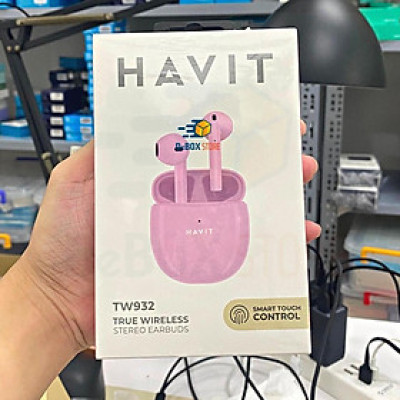 HAVIT
BOX STORE
HAVIT
TW932
TRUE WIRELESS
STEREO EARBUDS
SMART TOUCH
CONTROL